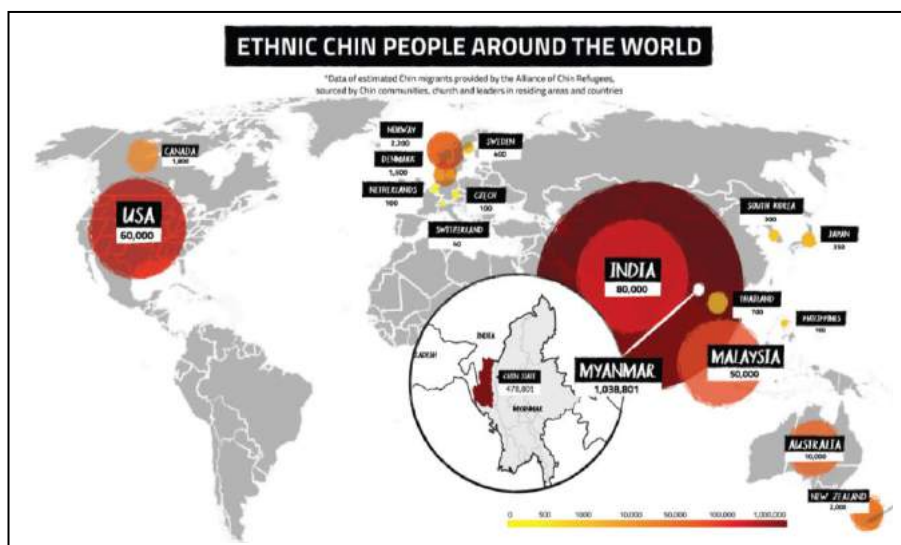 ETHNIC CHIN PEOPLE AROUND THE WORLD
*Data of estimated Chin migrants provided by the Alliance of Chin Refugees,
sourced by Chin communities, church and leaders in residing areas and countries
CANADA
USA
60,000
NORWAY
2,200
SWEDEN
400
DENMARK
NETHERLANDS
CZECH
100
SWITZERLAND
SOUTH KOREA
300
JAPAN
INDIA
80,000
THAILAND
PHILIPPINES
MALAYSIA
50,000
MYANMAR
1,038,801
INDIA
LADESH
CHIN STATE
478,801
MYANMAR
AUSTRALIA
10,000
NEW ZEALAND
2,000
0 500 1000 10,000 50,000 100,000 1,000,000